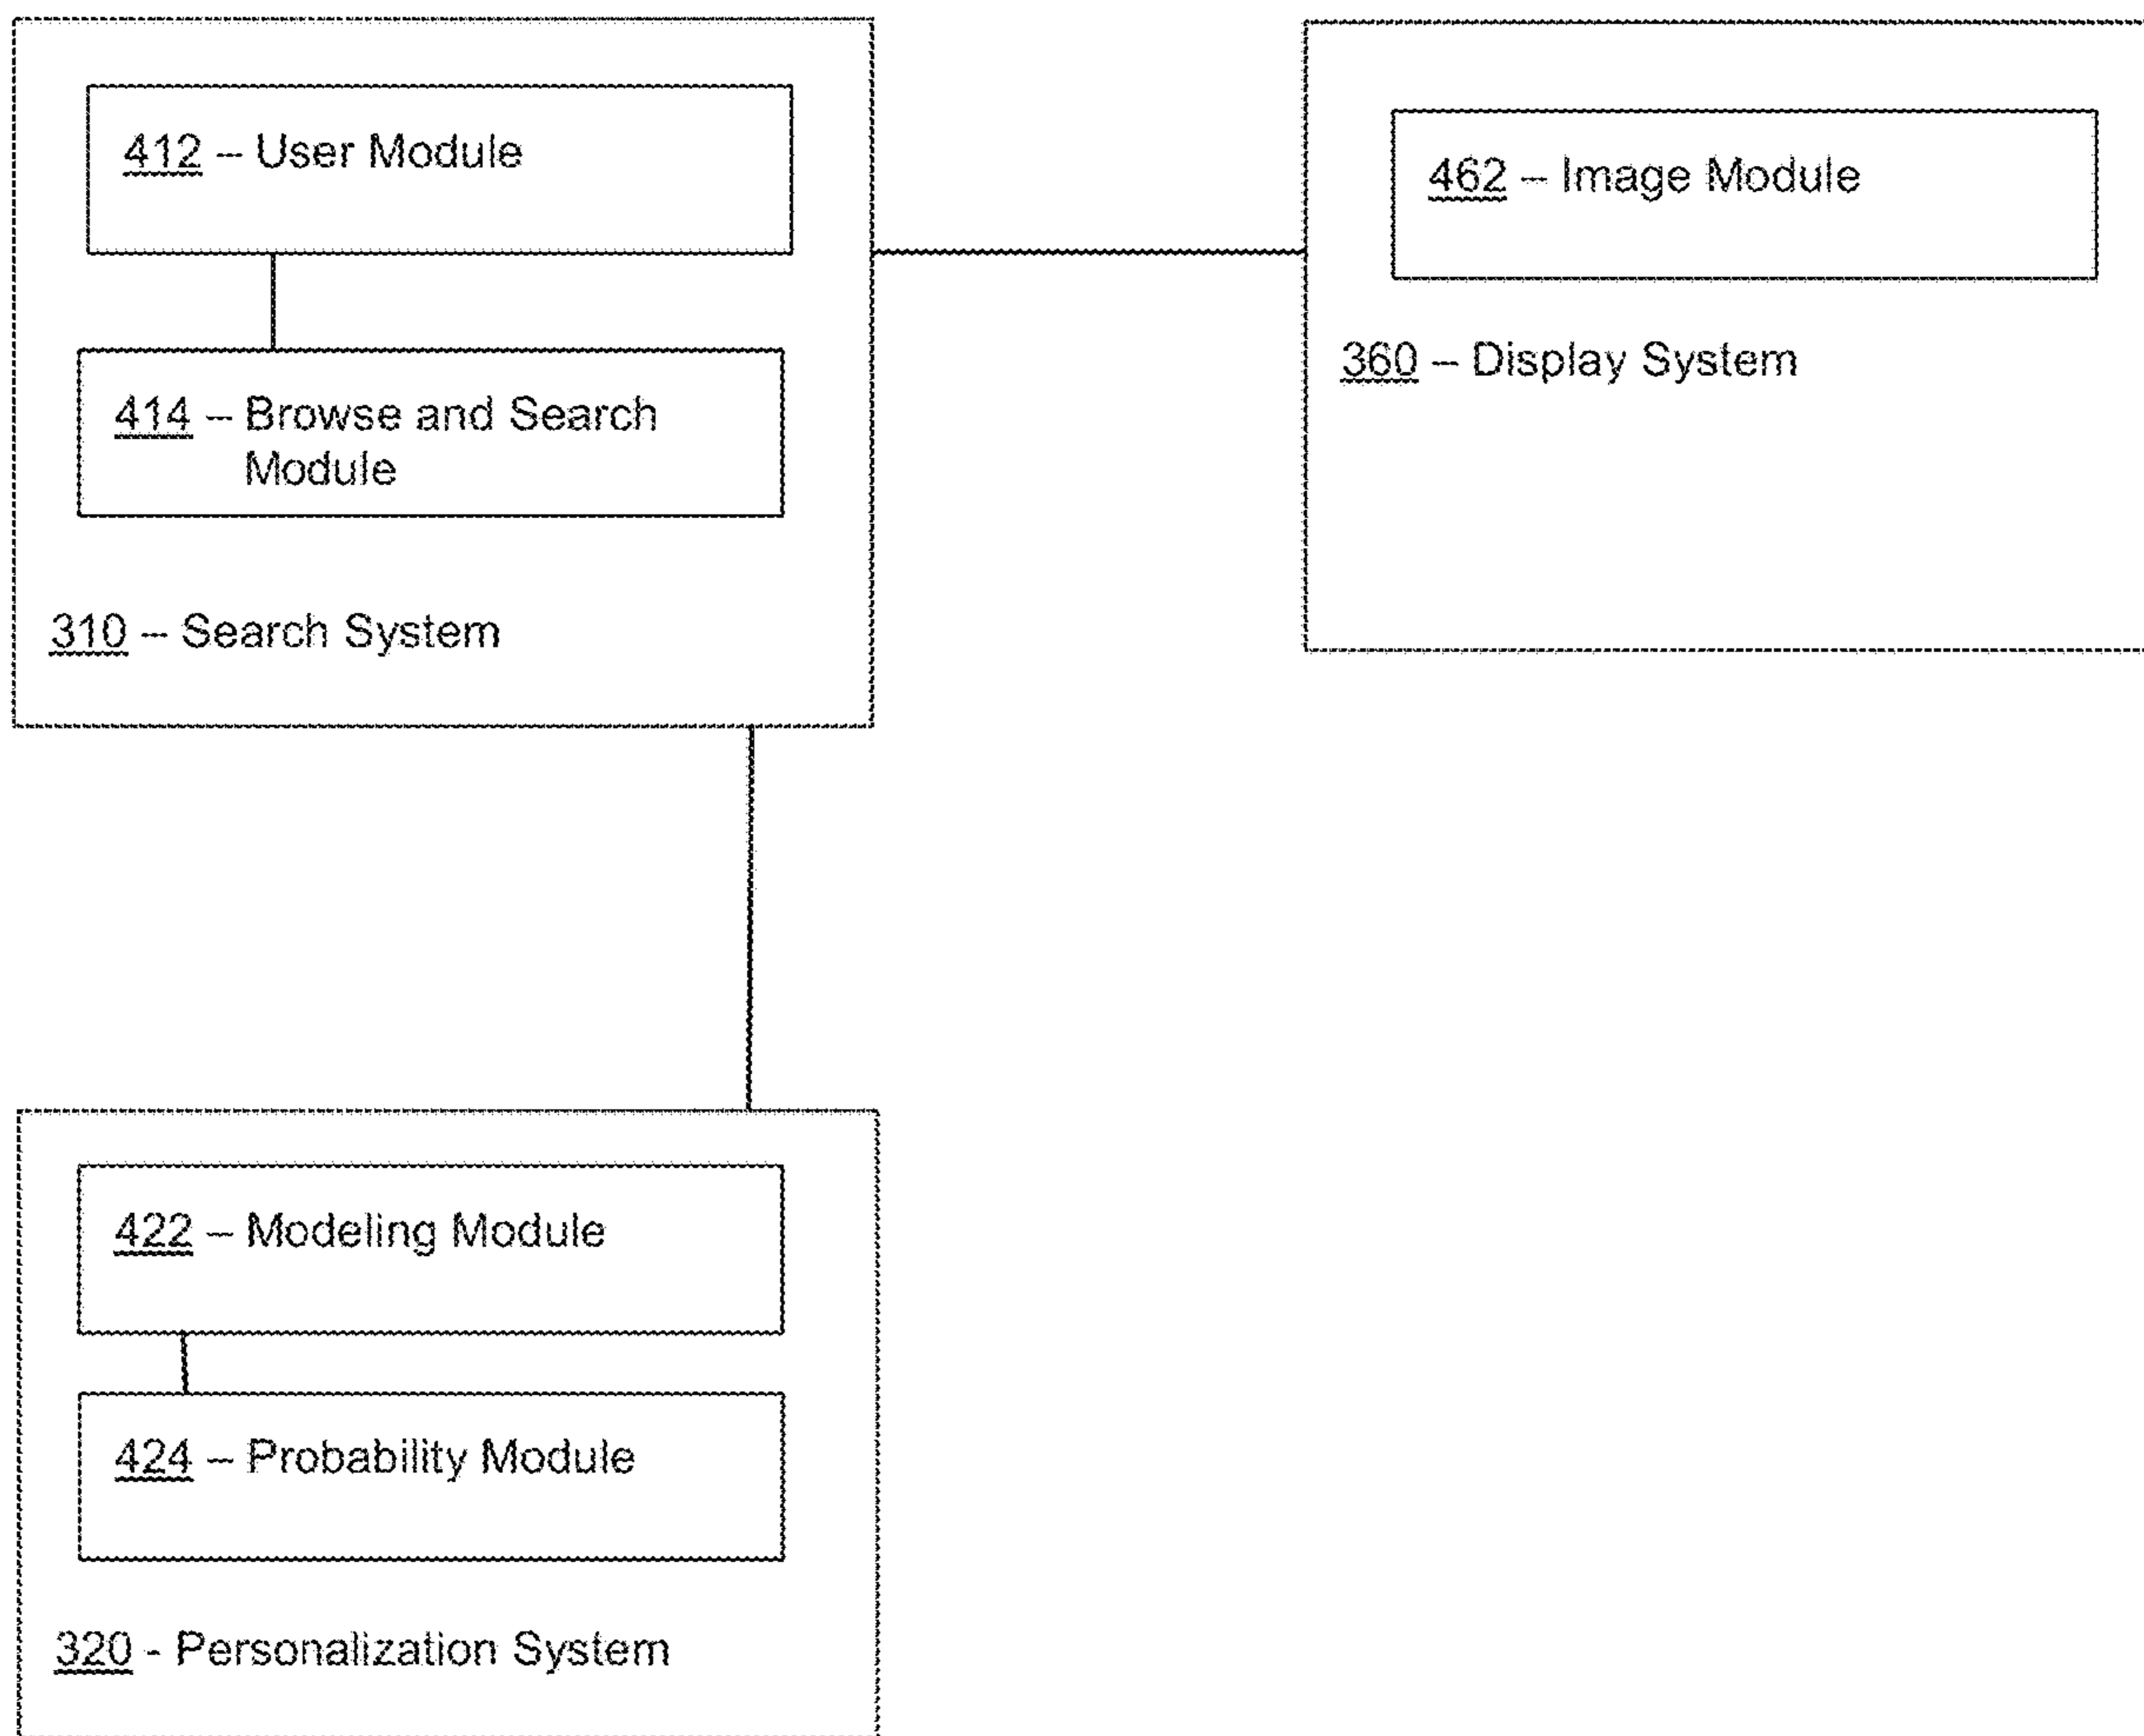 412 – User Module
414 – Browse and Search
Module
310 – Search System
462 – Image Module
360 – Display System
422 – Modeling Module
424 – Probability Module
320 - Personalization System